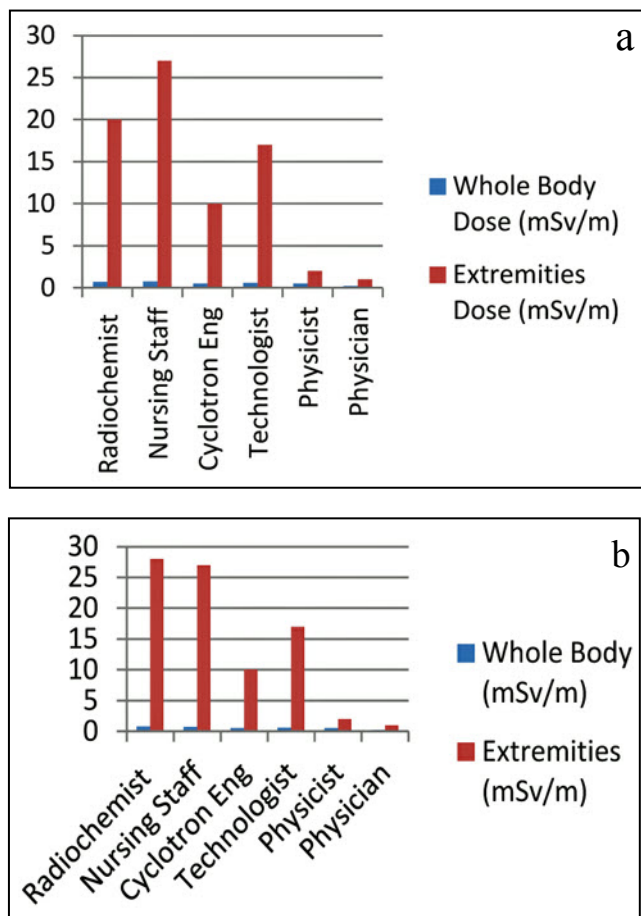 a
30
25
20
15
10
5
0
Radiochemist
Nursing Staff
Cyclotron Eng
Technologist
Physicist
Physician
Whole Body
Dose (mSv/m)
Extremities
Dose (mSv/m)
b
30
25
20
15
10
5
0
Radiochemist
Nursing Staff
Cyclotron Eng
Technologist
Physicist
Physician
Whole Body
(mSv/m)
Extremities
(mSv/m)